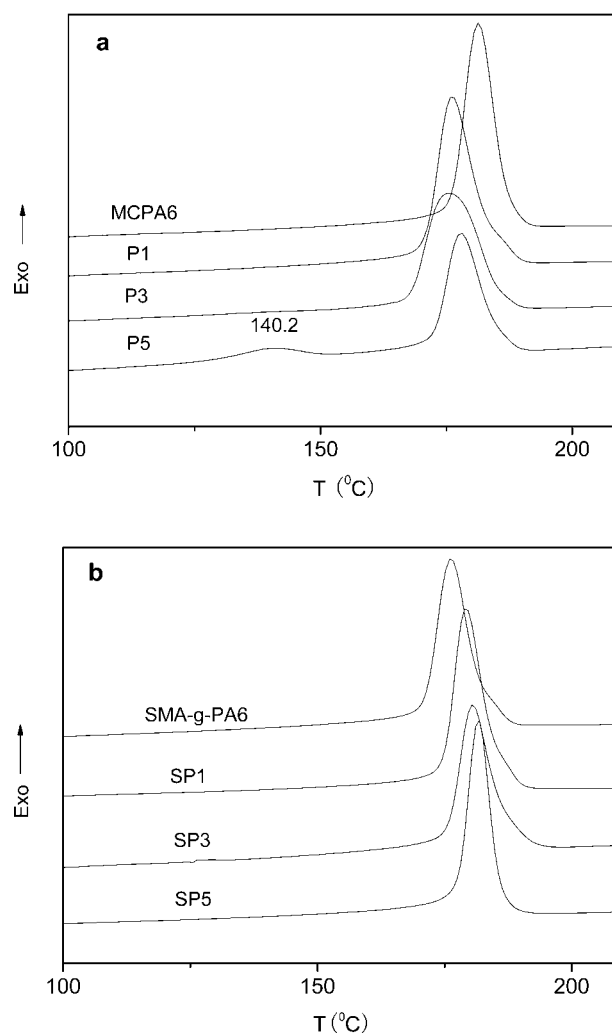 a
MCPA6
P1
P3
140.2
P5
Exo
100
150
200
T (⁰C)
b
SMA-g-PA6
SP1
SP3
SP5
Exo
100
150
200
T (⁰C)